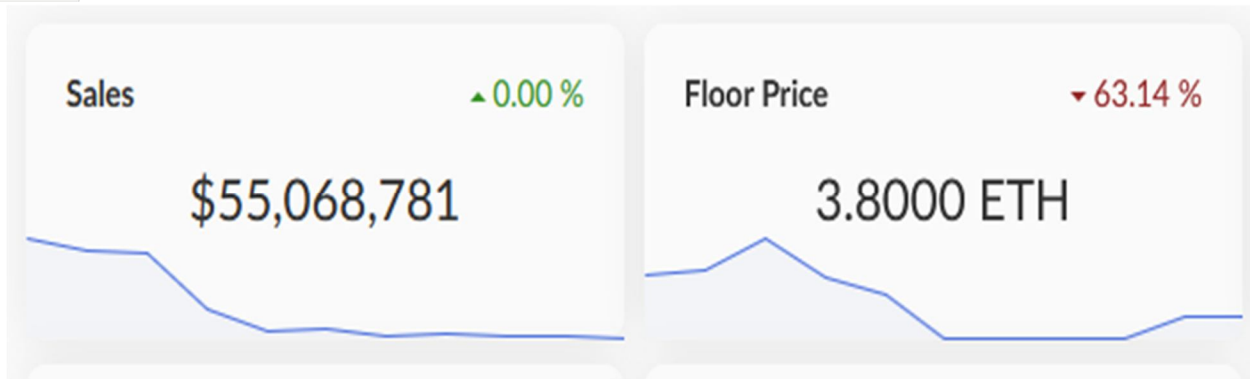 Sales
▲ 0.00 %
$55,068,781
Floor Price
▼ 63.14 %
3.8000 ETH